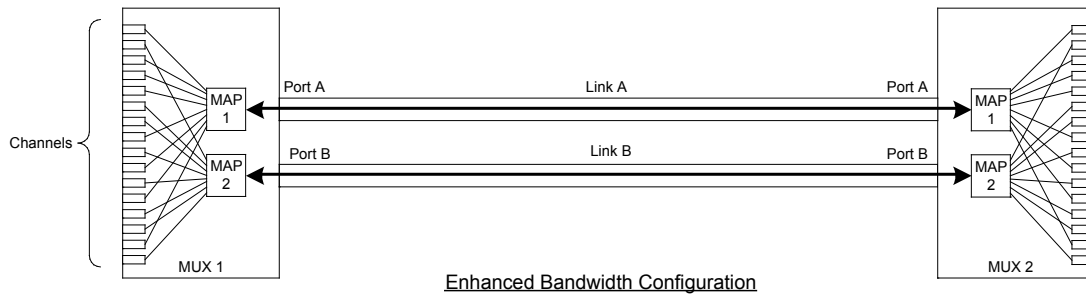 Port A Link A Port A
MAP
1
MAP
1
Channels
Port B Link B Port B
MAP
2
MAP
2
MUX 1
MUX 2
Enhanced Bandwidth Configuration